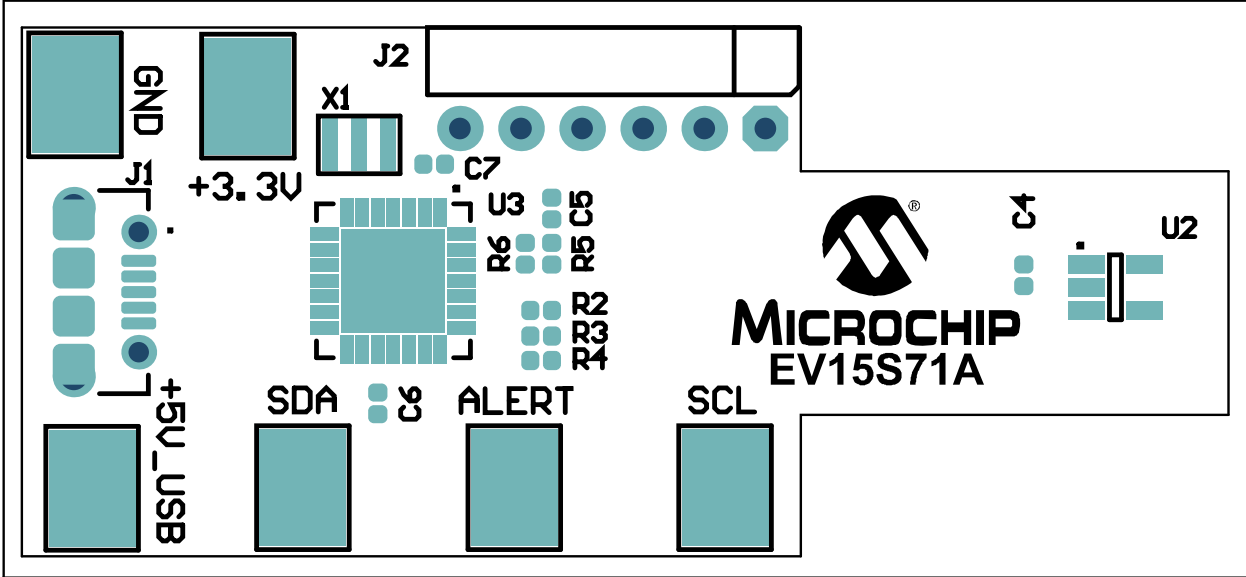 J2
GND
X1
C7
J1
+3.3V
U3
C5
C4
®
U2
R6
R5
R2
MICROCHIP
R3
R4
EV15S71A
+5V_USB
SDA
C6
ALERT
SCL